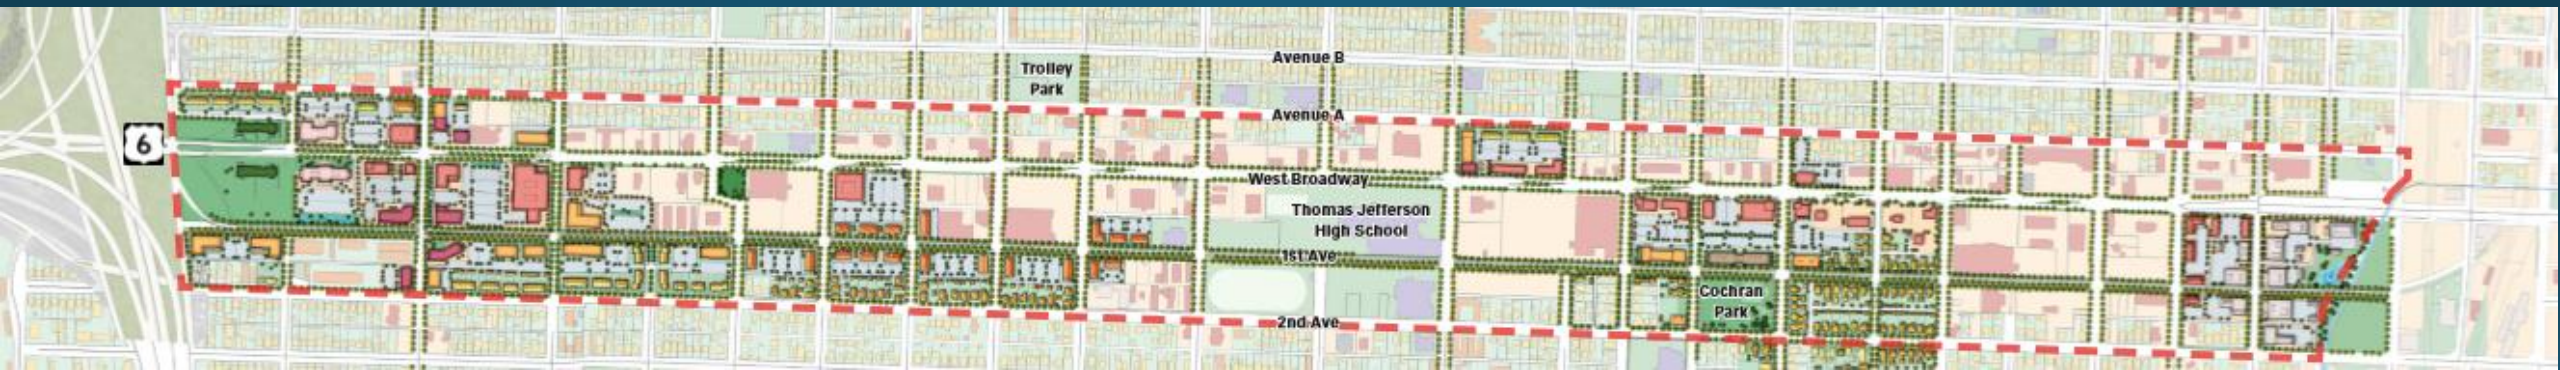 Avenue B
Trolley
Park
Avenue A
6
West Broadway
Thomas Jefferson
High School
1st Ave
Cochran
Park
2nd Ave